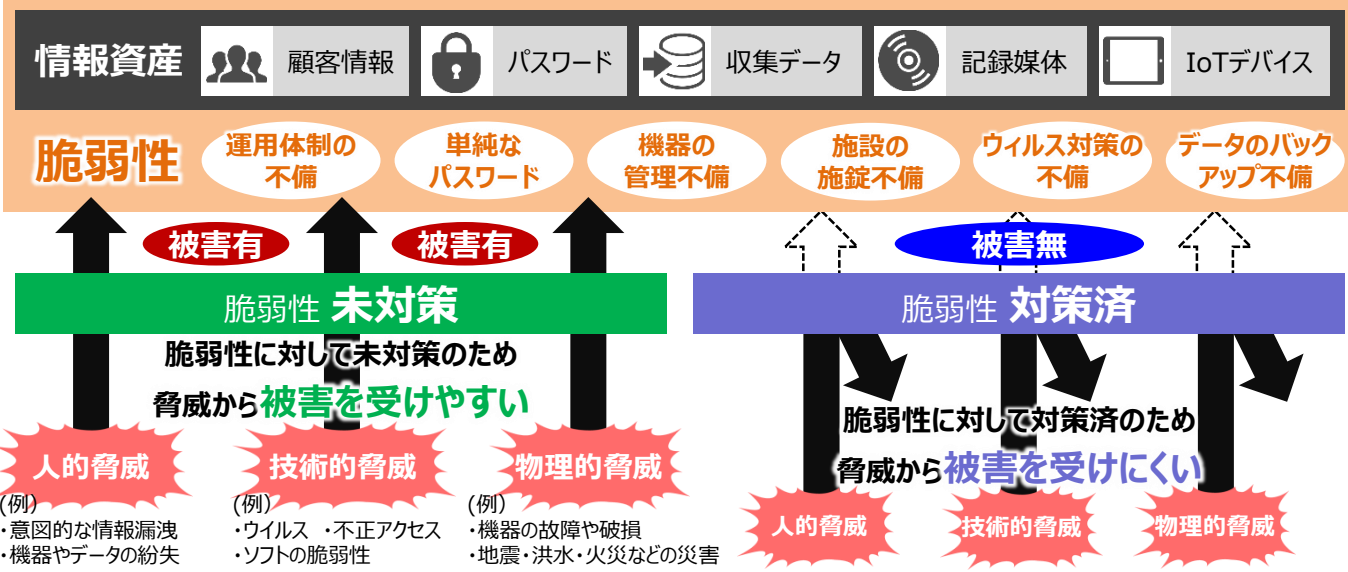 情報資産 顧客情報 パスワード 収集データ 記録媒体 IoTデバイス
脆弱性
運用体制の
不備
単純な
パスワード
機器の
管理不備
施設の
施錠不備
ウィルス対策の
不備
データのバック
アップ不備
被害有 被害有 被害無
脆弱性 未対策
脆弱性に対して未対策のため
脅威から被害を受けやすい
人的脅威
(例)
・意図的な情報漏洩
・機器やデータの紛失
技術的脅威
(例)
・ウイルス ・不正アクセス
・ソフトの脆弱性
物理的脅威
(例)
・機器の故障や破損
・地震・洪水・火災などの災害
脆弱性 対策済
脆弱性に対して対策済のため
脅威から被害を受けにくい
人的脅威 技術的脅威 物理的脅威